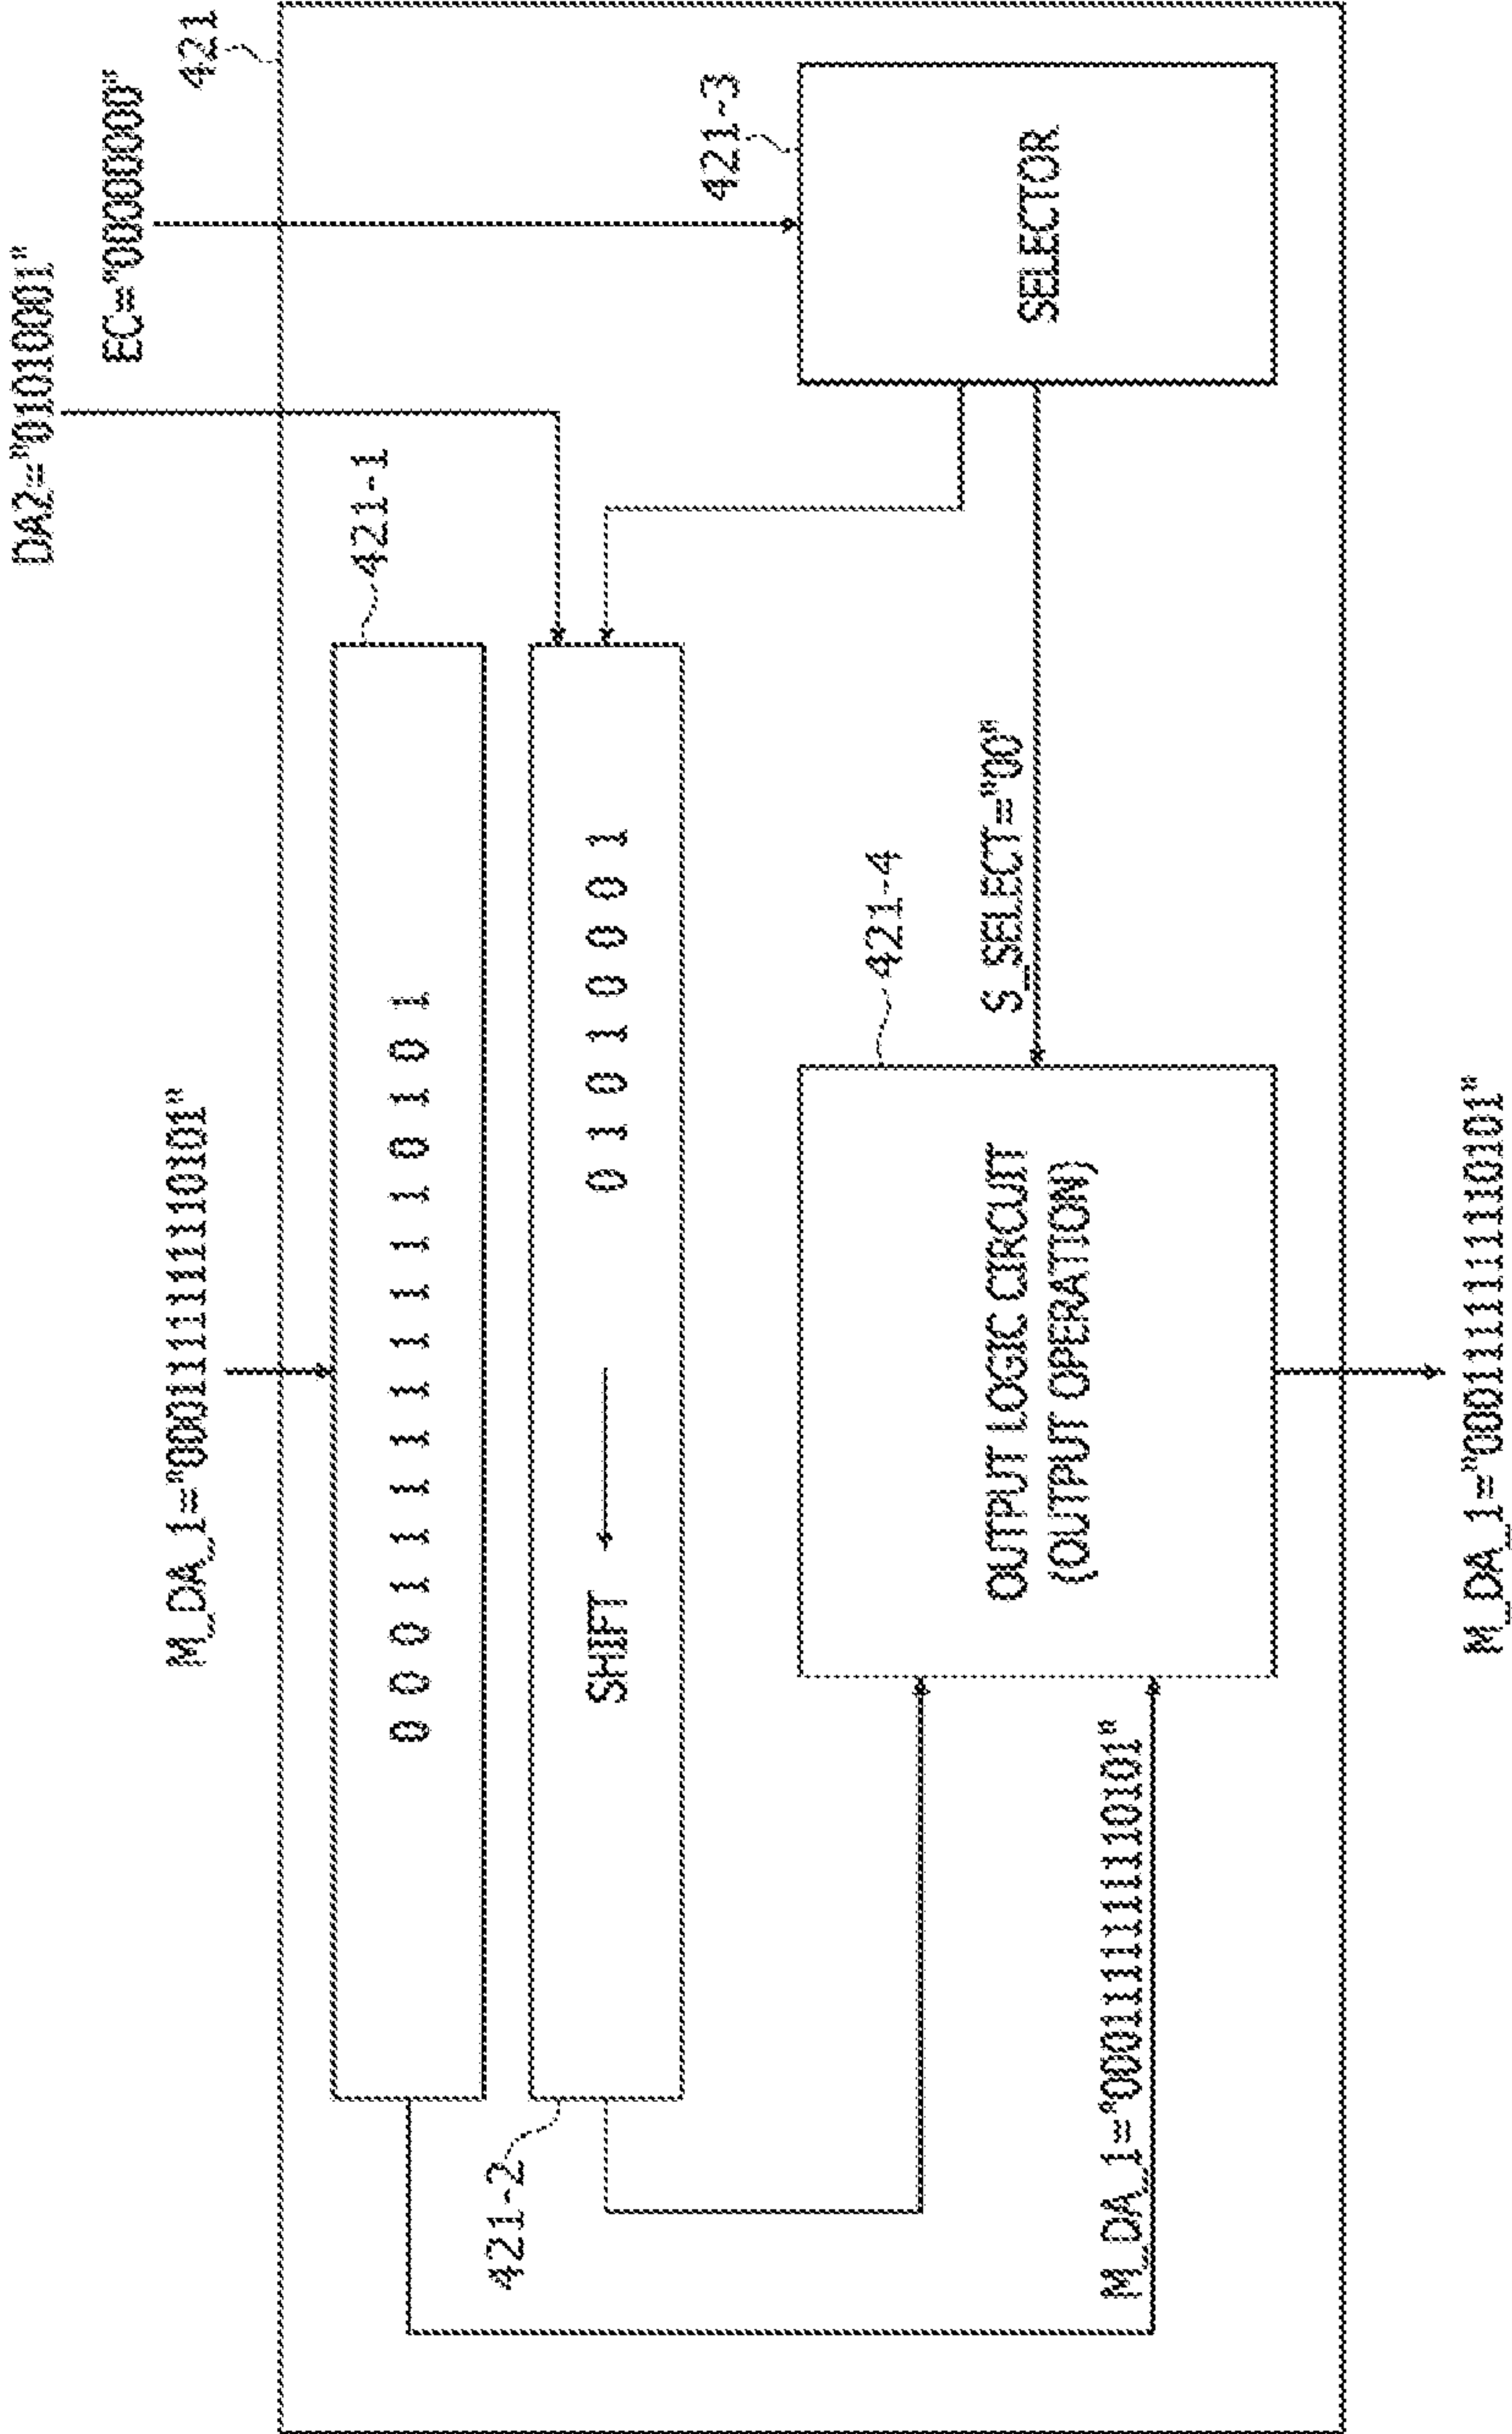 DA2="01010001"
EC="00000000"
M_DA_1="0001111111110101"
421
421-1
0 0 0 1 1 1 1 1 1 1 1 1 0 1 0 1
421-2
SHIFT
0 1 0 1 0 0 0 1
421-3
SELECTOR
421-4
S_SELECT="00"
OUTPUT LOGIC CIRCUIT
(OUTPUT OPERATION)
M_DA_1="0001111111110101"
M_DA_1="0001111111110101"